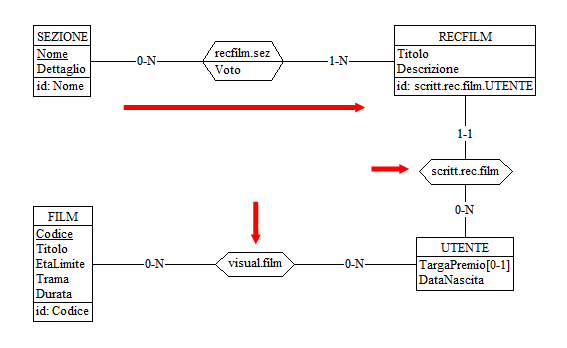 SEZIONE
Nome
Dettaglio
id: Nome
0-N
recfilm.sez
Voto
1-N
RECFILM
Titolo
Descrizione
id: scritt.rec.film.UTENTE
1-1
scritt.rec.film
0-N
FILM
Codice
Titolo
EtaLimite
Trama
Durata
id: Codice
0-N
visual.film
0-N
UTENTE
TargaPremio[0-1]
DataNascita